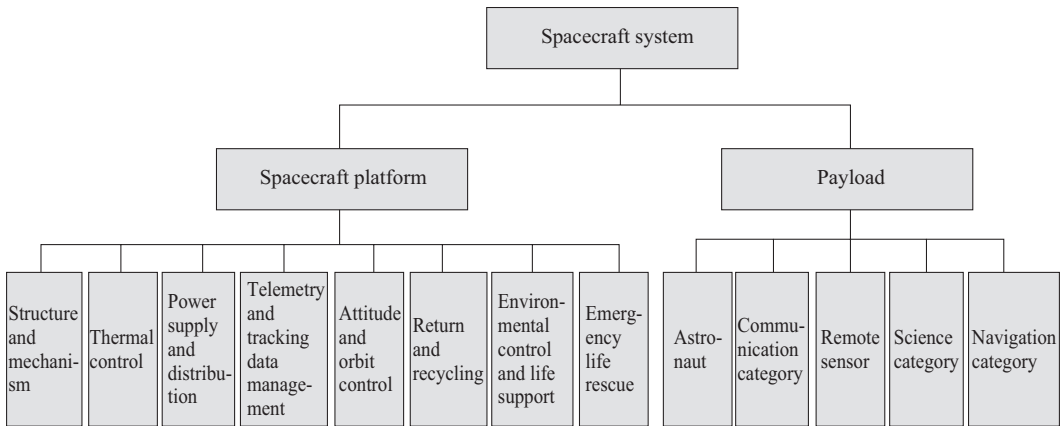 Spacecraft system
Spacecraft platform
Payload
Structure
and
mechani-
sm
Thermal
control
Power
supply
and
distribu-
tion
Telemetry
and
tracking
data
manage-
ment
Attitude
and
orbit
control
Return
and
recycling
Environ-
mental
control
and life
support
Emerg-
ency
life
rescue
Astro-
naut
Commu-
nication
category
Remote
sensor
Science
category
Navigation
category